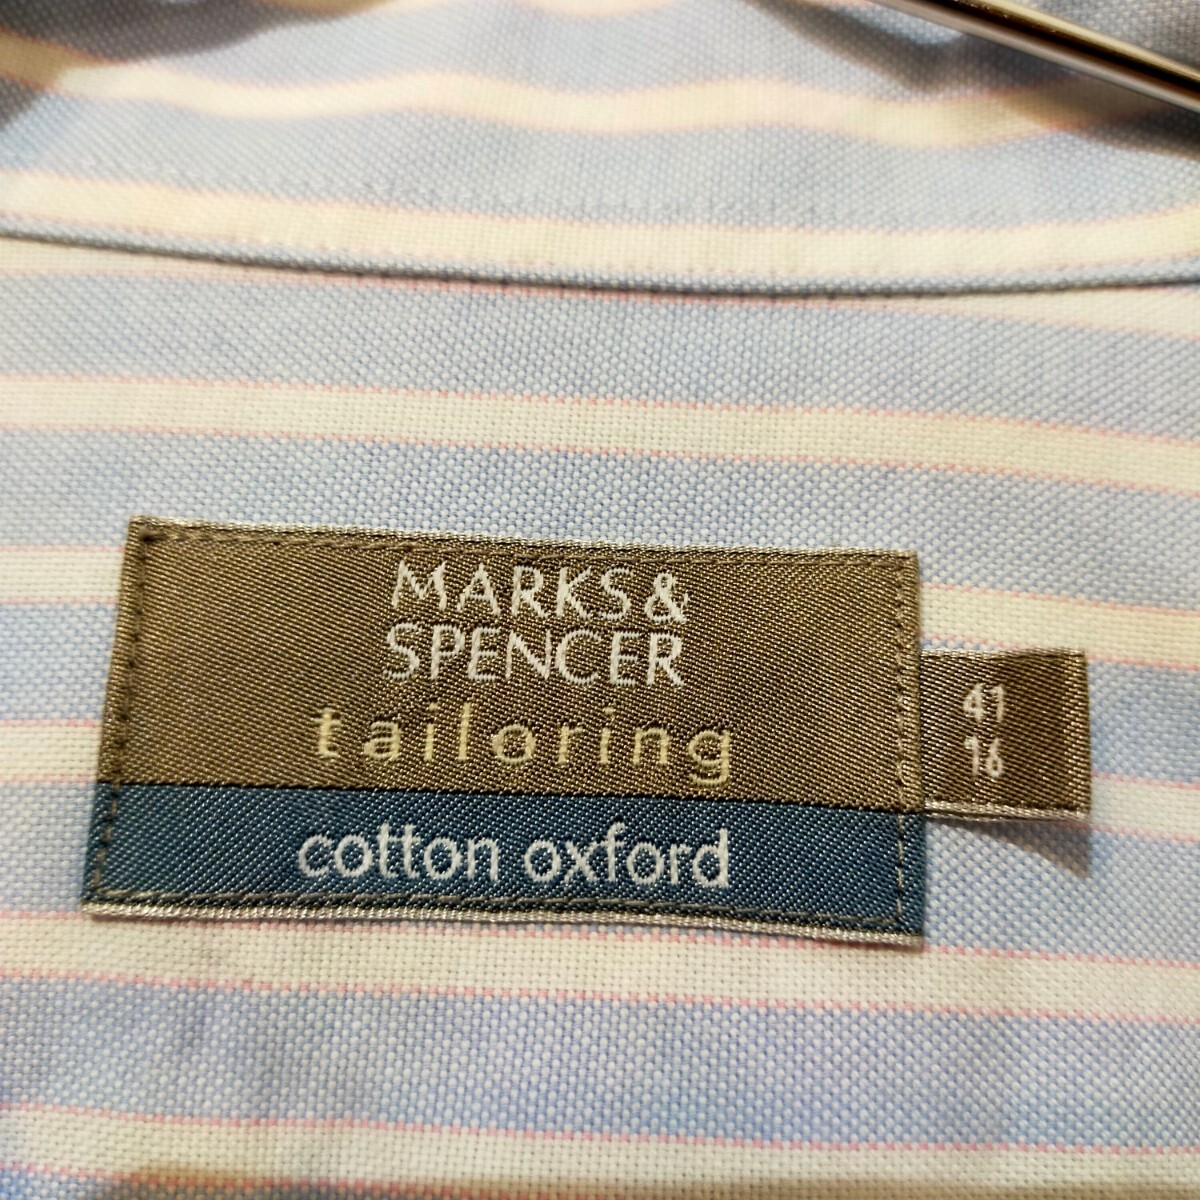 MARKS&
SPENCER
tailoring
cotton oxford
41
16